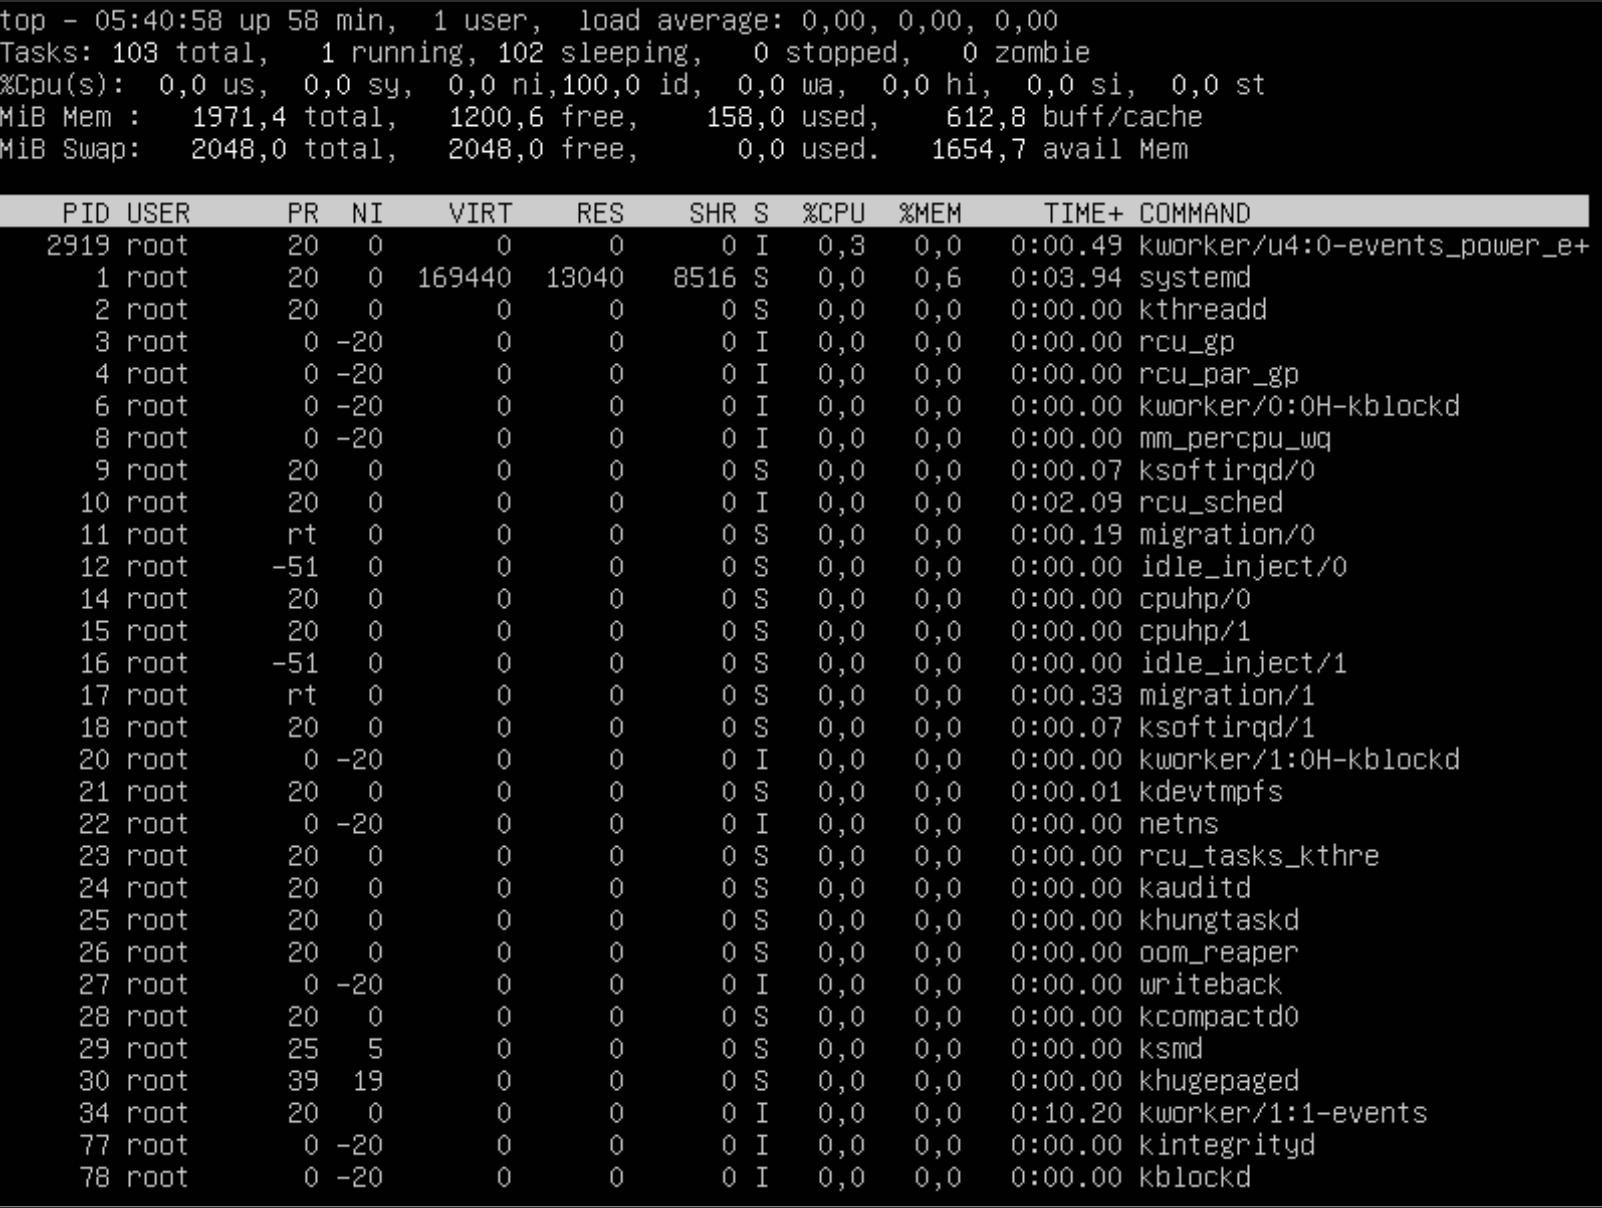 top - 05:40:58 up 58 min,  1 user,  load average: 0,00, 0,00, 0,00
Tasks: 103 total,   1 running, 102 sleeping,   0 stopped,   0 zombie
%Cpu(s):  0,0 us,  0,0 sy,  0,0 ni,100,0 id,  0,0 wa,  0,0 hi,  0,0 si,  0,0 st
MiB Mem :   1971,4 total,   1200,6 free,    158,0 used,    612,8 buff/cache
MiB Swap:   2048,0 total,   2048,0 free,      0,0 used.   1654,7 avail Mem
PID USER      PR  NI    VIRT    RES    SHR S  %CPU  %MEM     TIME+ COMMAND
2919 root      20   0       0      0      0 I   0,3   0,0   0:00.49 kworker/u4:0-events_power_e+
1 root      20   0  169440  13040   8516 S   0,0   0,6   0:03.94 systemd
2 root      20   0       0      0      0 S   0,0   0,0   0:00.00 kthreadd
3 root       0 -20       0      0      0 I   0,0   0,0   0:00.00 rcu_gp
4 root       0 -20       0      0      0 I   0,0   0,0   0:00.00 rcu_par_gp
6 root       0 -20       0      0      0 I   0,0   0,0   0:00.00 kworker/0:0H-kblockd
8 root       0 -20       0      0      0 I   0,0   0,0   0:00.00 mm_percpu_wq
9 root      20   0       0      0      0 S   0,0   0,0   0:00.07 ksoftirqd/0
10 root      20   0       0      0      0 I   0,0   0,0   0:02.09 rcu_sched
11 root      rt   0       0      0      0 S   0,0   0,0   0:00.19 migration/0
12 root     -51   0       0      0      0 S   0,0   0,0   0:00.00 idle_inject/0
14 root      20   0       0      0      0 S   0,0   0,0   0:00.00 cpuhp/0
15 root      20   0       0      0      0 S   0,0   0,0   0:00.00 cpuhp/1
16 root     -51   0       0      0      0 S   0,0   0,0   0:00.00 idle_inject/1
17 root      rt   0       0      0      0 S   0,0   0,0   0:00.33 migration/1
18 root      20   0       0      0      0 S   0,0   0,0   0:00.07 ksoftirqd/1
20 root       0 -20       0      0      0 I   0,0   0,0   0:00.00 kworker/1:0H-kblockd
21 root      20   0       0      0      0 S   0,0   0,0   0:00.01 kdevtmpfs
22 root       0 -20       0      0      0 I   0,0   0,0   0:00.00 netns
23 root      20   0       0      0      0 S   0,0   0,0   0:00.00 rcu_tasks_kthre
24 root      20   0       0      0      0 S   0,0   0,0   0:00.00 kauditd
25 root      20   0       0      0      0 S   0,0   0,0   0:00.00 khungtaskd
26 root      20   0       0      0      0 S   0,0   0,0   0:00.00 oom_reaper
27 root       0 -20       0      0      0 I   0,0   0,0   0:00.00 writeback
28 root      20   0       0      0      0 S   0,0   0,0   0:00.00 kcompactd0
29 root      25   5       0      0      0 S   0,0   0,0   0:00.00 ksmd
30 root      39  19       0      0      0 S   0,0   0,0   0:00.00 khugepaged
34 root      20   0       0      0      0 I   0,0   0,0   0:10.20 kworker/1:1-events
77 root       0 -20       0      0      0 I   0,0   0,0   0:00.00 kintegrityd
78 root       0 -20       0      0      0 I   0,0   0,0   0:00.00 kblockd